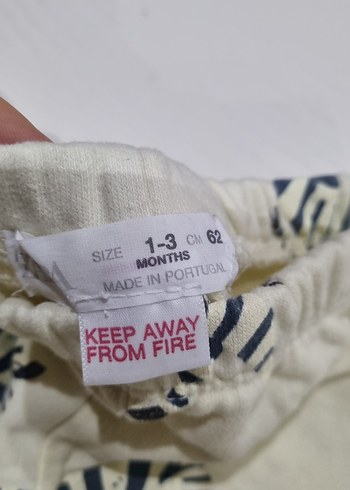 SIZE 1-3 CM 62
MONTHS
MADE IN PORTUGAL
KEEP AWAY
FROM FIRE